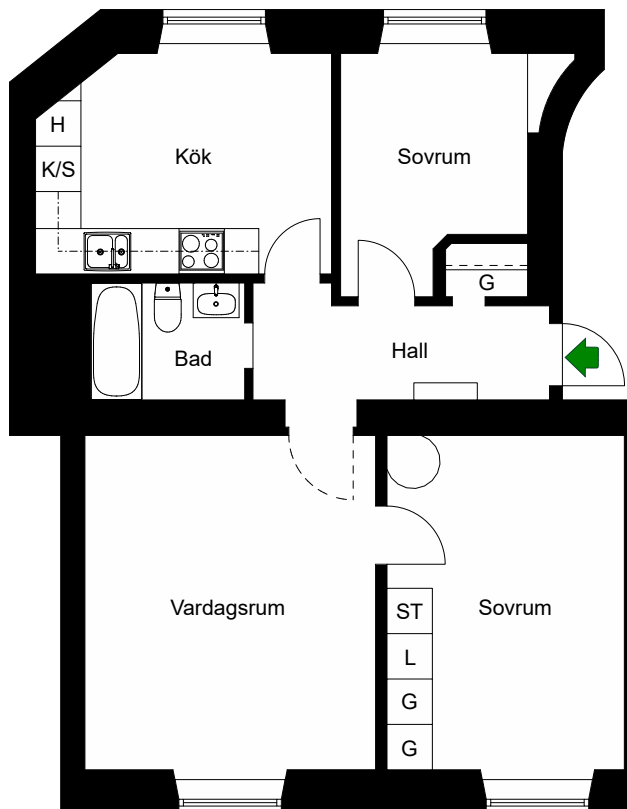 H
K/S
Kök
Sovrum
G
Bad
Hall
Vardagsrum
ST
L
G
G
Sovrum